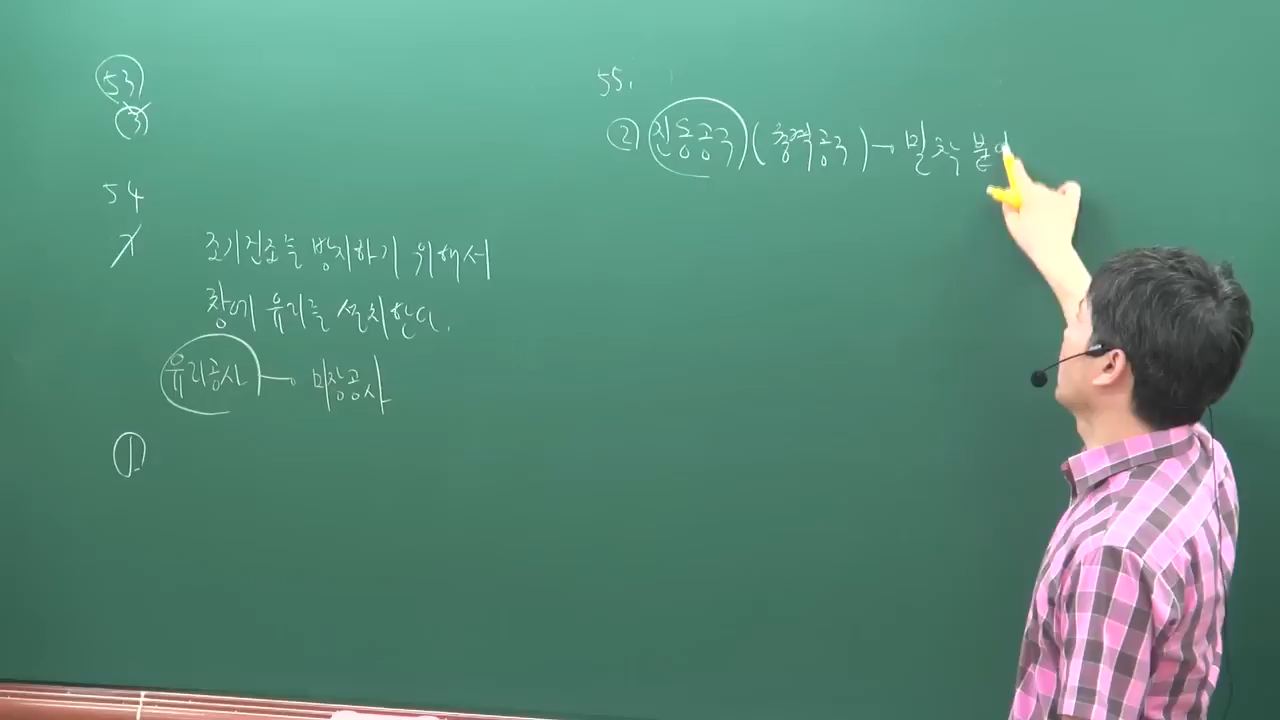 53
③
54
7
조기건조를 방지하기 위해서
창에 유리를 설치한다.
유리공사 → 미장공사
①
55.
② 진동공구 (충격공구) → 밀착